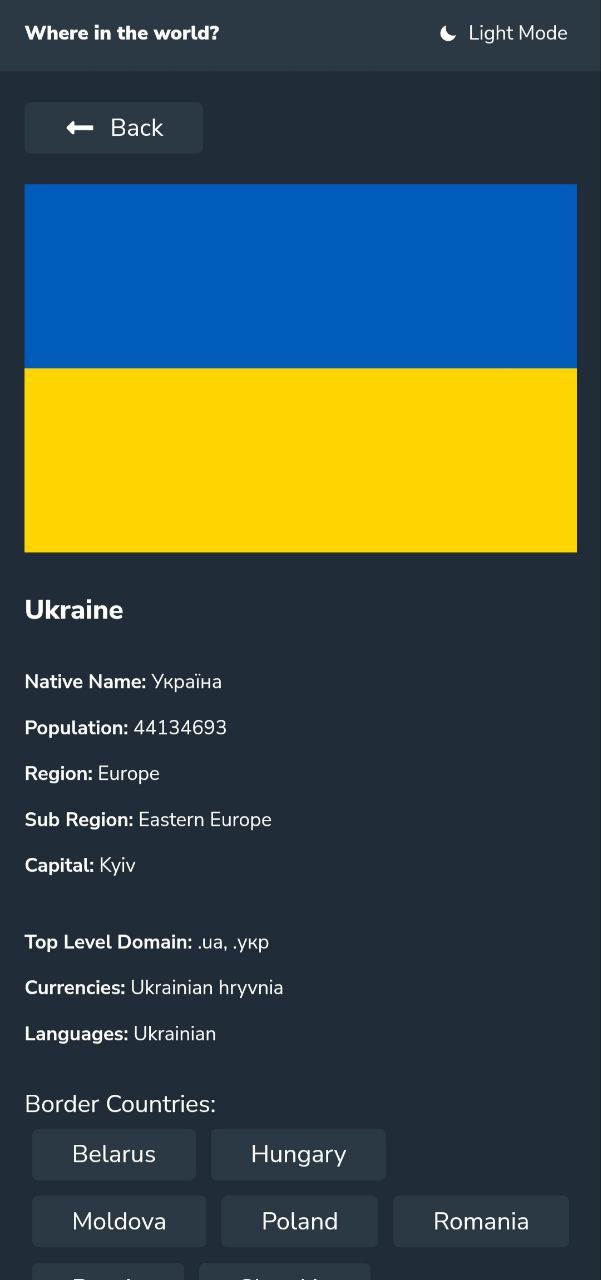 Where in the world? Light Mode
Back
Ukraine
Native Name: Україна
Population: 44134693
Region: Europe
Sub Region: Eastern Europe
Capital: Kyiv
Top Level Domain: .ua, .укр
Currencies: Ukrainian hryvnia
Languages: Ukrainian
Border Countries:
Belarus Hungary
Moldova Poland Romania